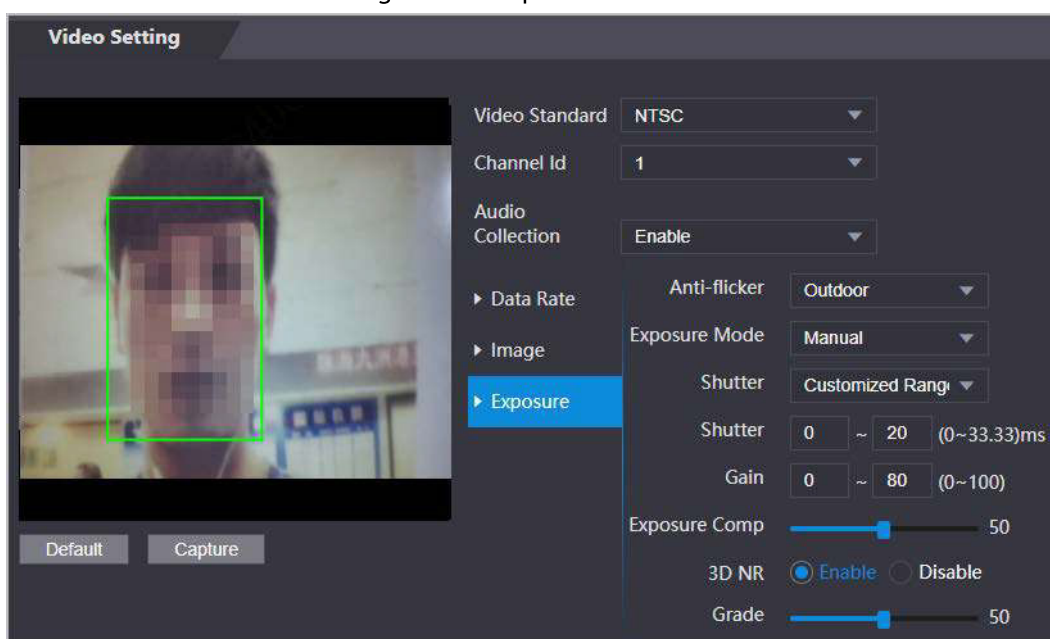 Video Setting
Video Standard NTSC
Channel Id 1
Audio
Collection Enable
Data Rate
Image
Exposure
Anti-flicker Outdoor
Exposure Mode Manual
Shutter Customized Rang
Shutter 0 ~ 20 (0~33.33)ms
Gain 0 ~ 80 (0~100)
Exposure Comp 50
3D NR Enable Disable
Grade 50
Default Capture